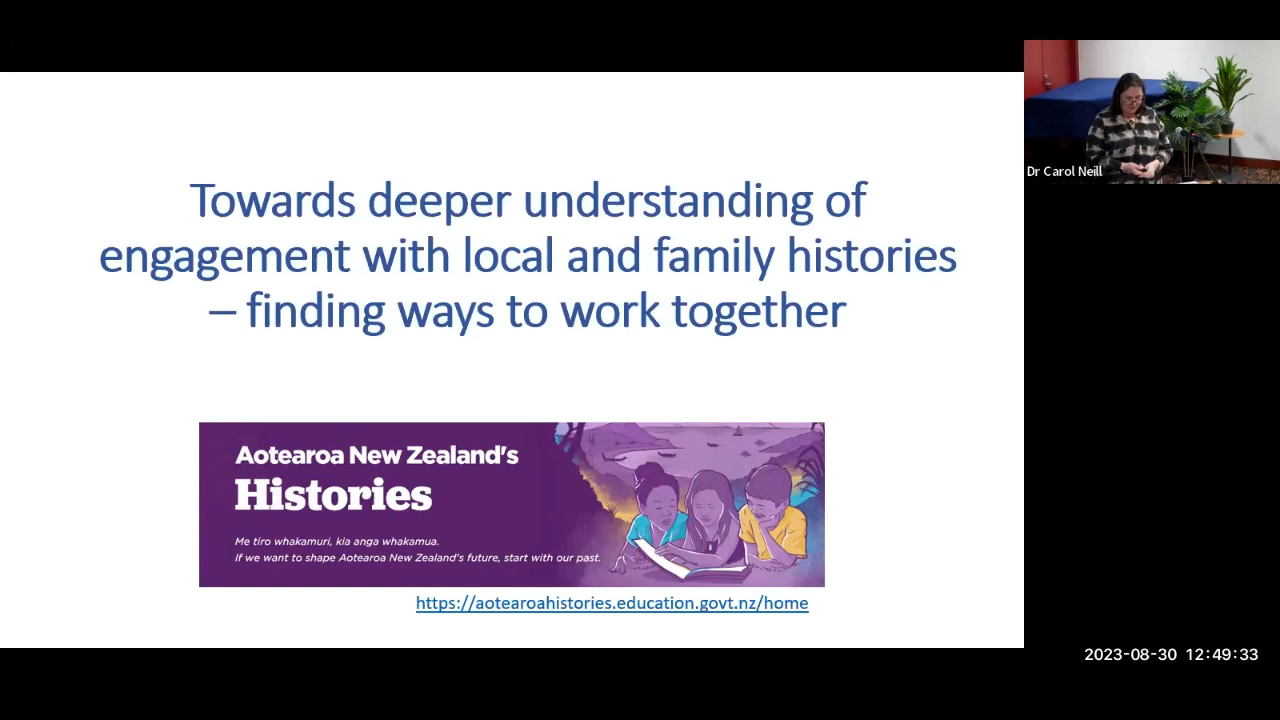 Towards deeper understanding of
engagement with local and family histories
– finding ways to work together
Aotearoa New Zealand's
Histories
Me tiro whakamuri, kia anga whakamua.
If we want to shape Aotearoa New Zealand's future, start with our past.
https://aotearoahistories.education.govt.nz/home
Dr Carol Neill
2023-08-30 12:49:33